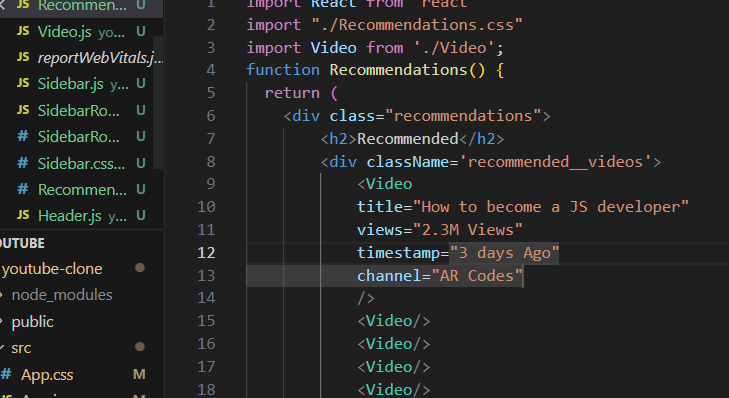 JS Recommen... U
JS Video.js yo... U
JS reportWebVitals.j...
JS Sidebar.js y... U
JS SidebarRo... U
# SidebarRo... U
# Sidebar.css... U
# Recommen... U
JS Header.js y... U
OUTUBE
youtube-clone
node_modules
public
src
# App.css M
M
1 import React from 'react'
2 import "./Recommendations.css"
3 import Video from './Video';
4 function Recommendations() {
5 return (
6 <div class="recommendations">
7 <h2>Recommended</h2>
8 <div className='recommended__videos'>
9 <Video
10 title="How to become a JS developer"
11 views="2.3M Views"
12 timestamp="3 days Ago"
13 channel="AR Codes"
14 />
15 <Video/>
16 <Video/>
17 <Video/>
18 <Video/>